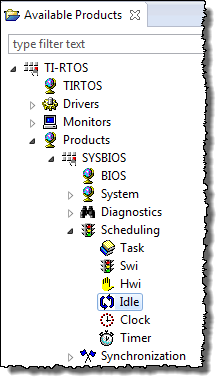 Available Products
type filter text
TI-RTOS
TIRTOS
Drivers
Monitors
Products
SYSBIOS
BIOS
System
Diagnostics
Scheduling
Task
Swi
Hwi
Idle
Clock
Timer
Synchronization